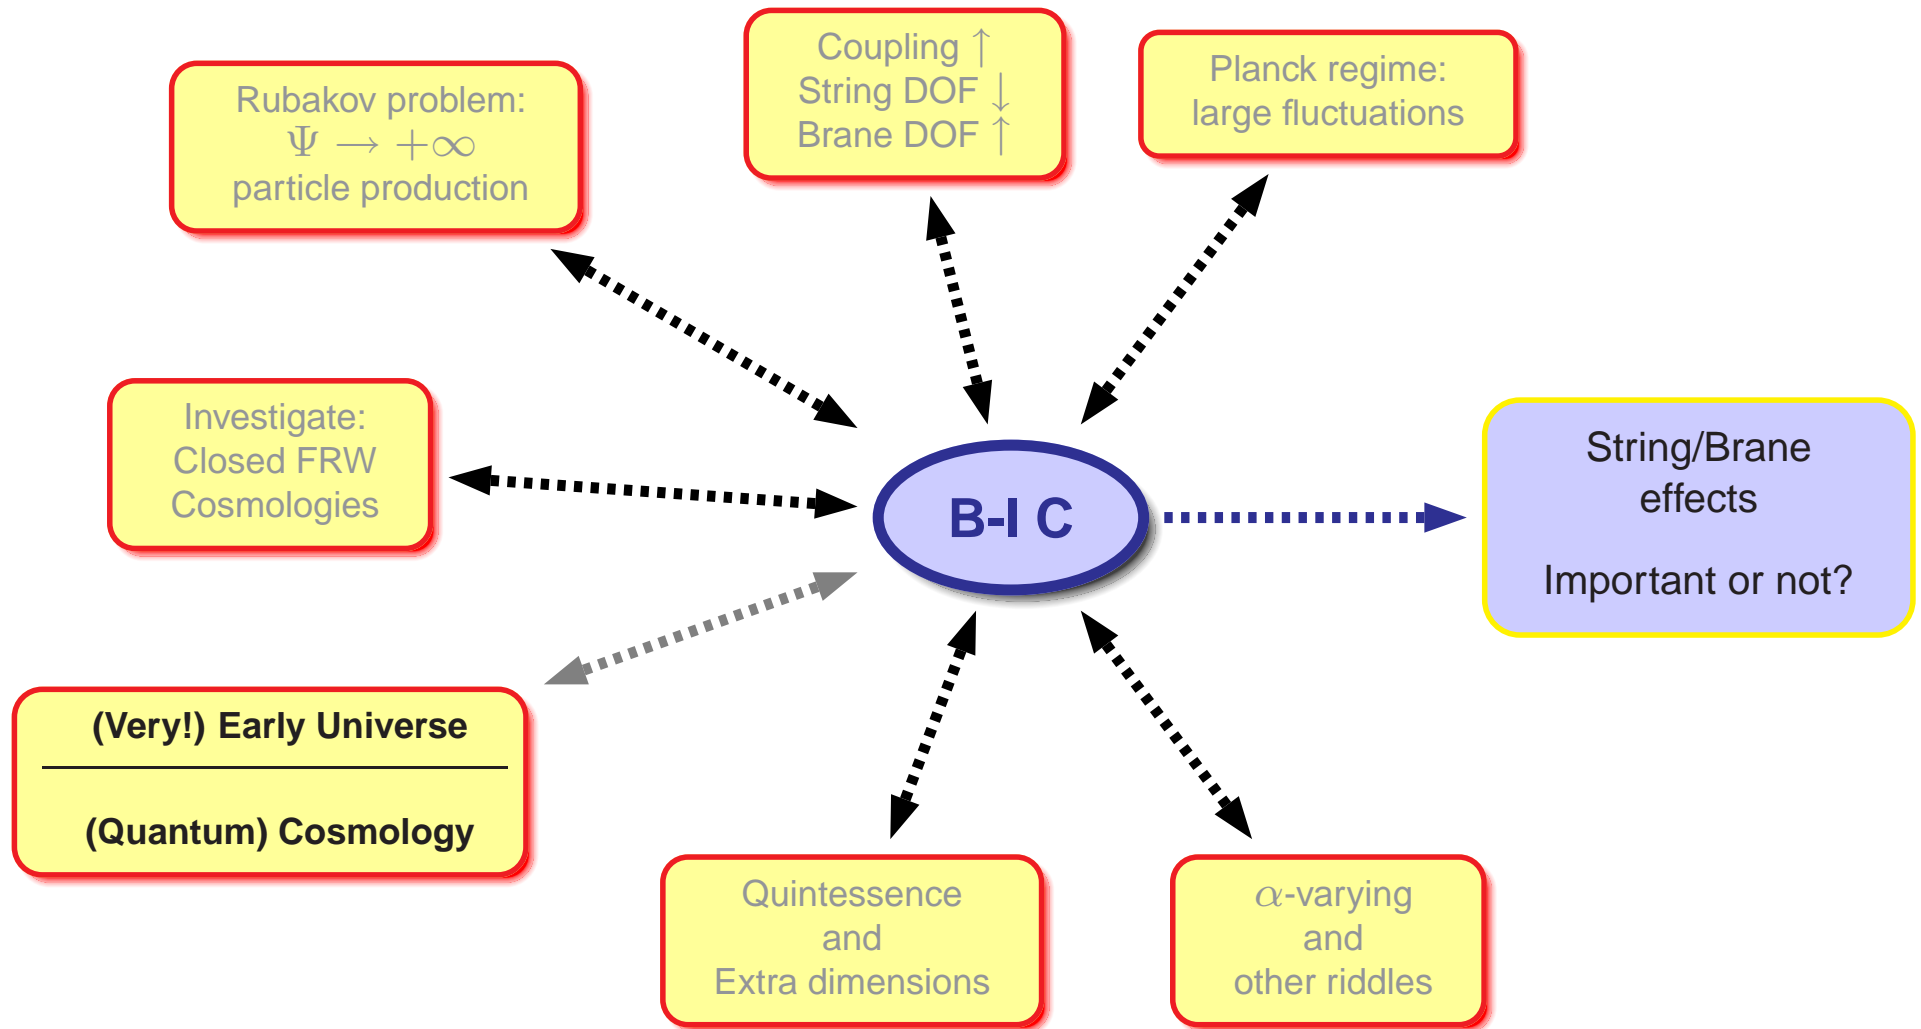 Coupling ↑
String DOF ↓
Brane DOF ↑
Planck regime:
large fluctuations
Rubakov problem:
Ψ → +∞
particle production
Investigate:
Closed FRW
Cosmologies
B-I C
String/Brane
effects
Important or not?
(Very!) Early Universe
(Quantum) Cosmology
Quintessence
and
Extra dimensions
α-varying
and
other riddles